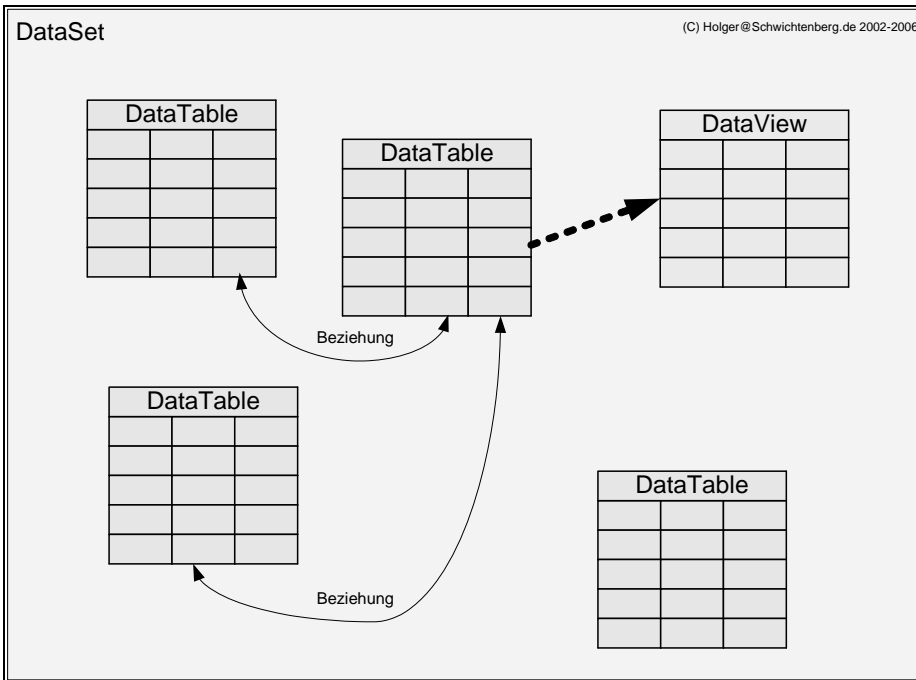 DataSet
(C) Holger@Schwichtenberg.de 2002-2006
DataTable
DataTable
DataView
Beziehung
DataTable
DataTable
Beziehung